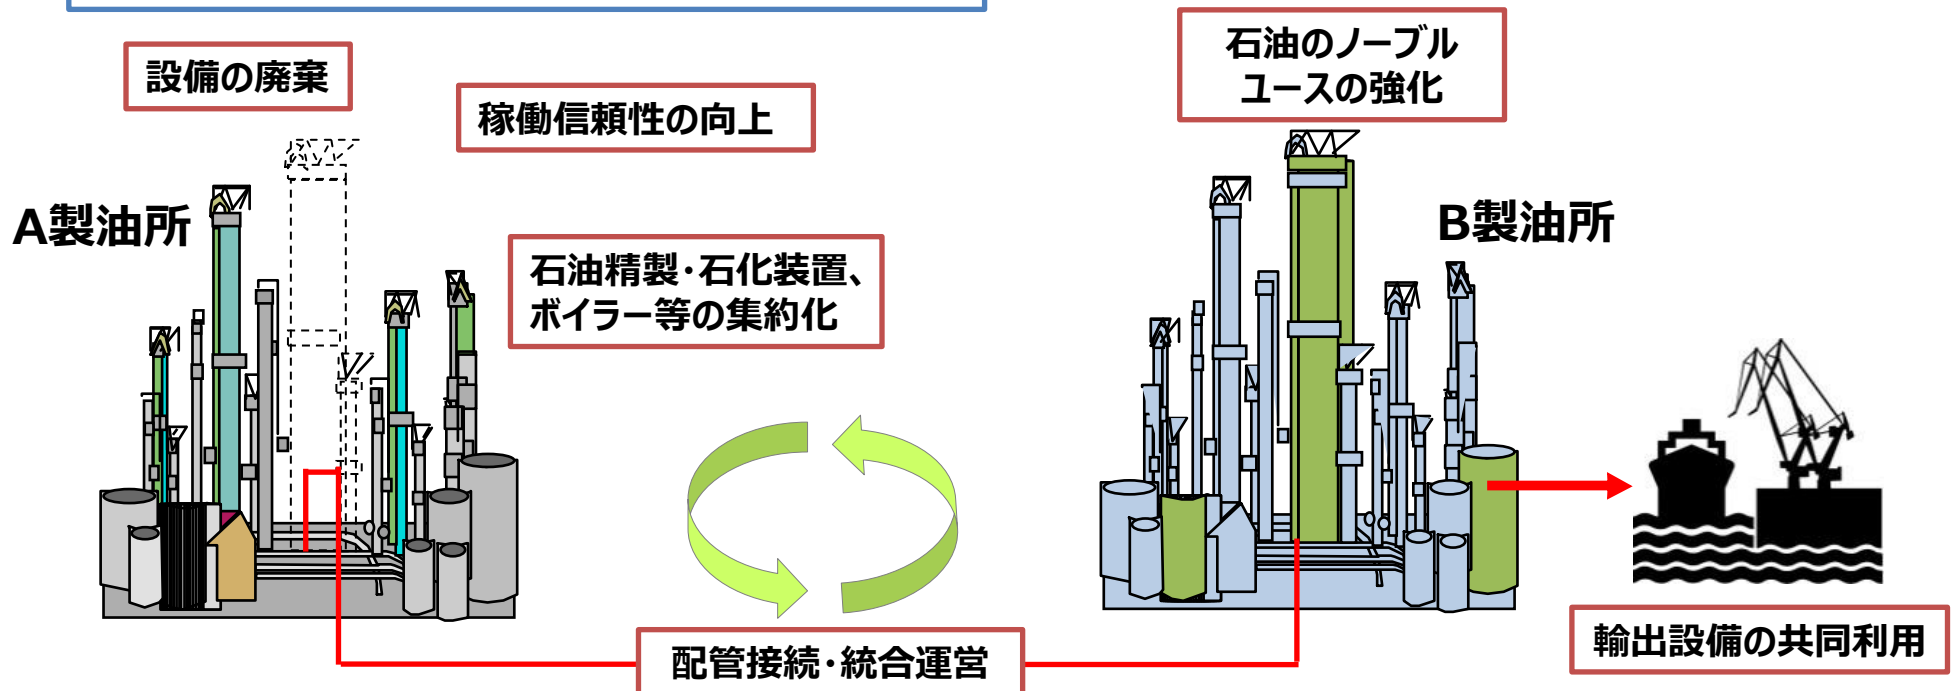 設備の廃棄
稼働信頼性の向上
石油のノーブル
ユースの強化
A製油所
B製油所
石油精製・石化装置、
ボイラー等の集約化
配管接続・統合運営
輸出設備の共同利用